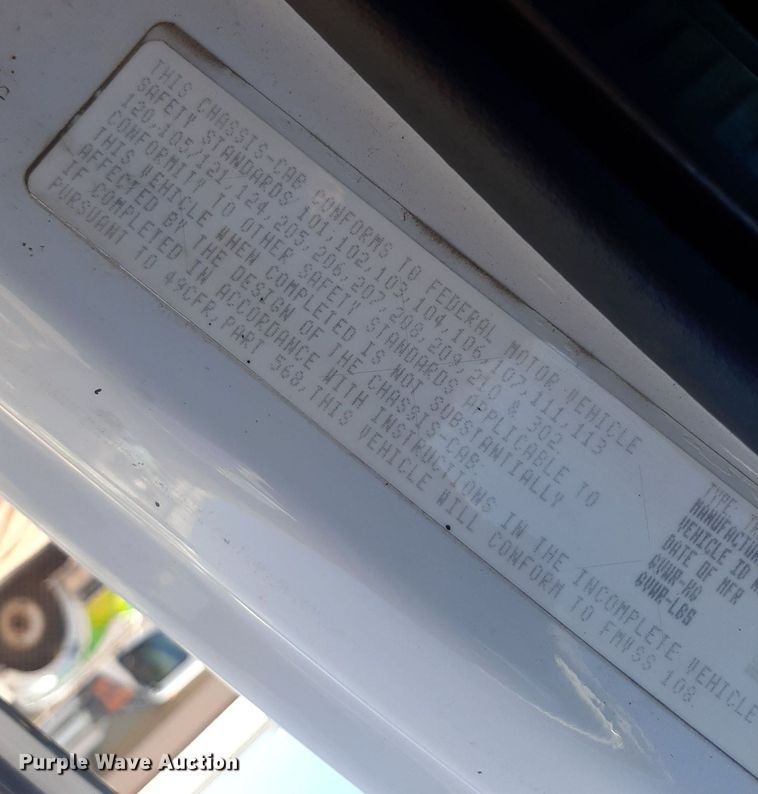 THIS CHASSIS-CAB CONFORMS TO FEDERAL MOTOR VEHICLE
SAFETY STANDARDS 101,102,103,104,106,107,111,113
120,105/121,124,205,206,207,208,209,210 & 302
CONFORMITY TO OTHER SAFETY STANDARDS APPLICABLE TO
THIS VEHICLE WHEN COMPLETED IS NOT SUBSTANTIALLY
AFFECTED BY THE DESIGN OF THE CHASSIS-CAB.
IF COMPLETED IN ACCORDANCE WITH INSTRUCTIONS IN THE INCOMPLETE VEHICLE
PURSUANT TO 49CFR,PART 568,THIS VEHICLE WILL CONFORM TO FMVSS 108.
TYPE
MANUFACTUR
VEHICLE ID
DATE OF MFR
GVWR-KG
GVWR-LBS
Purple Wave Auction